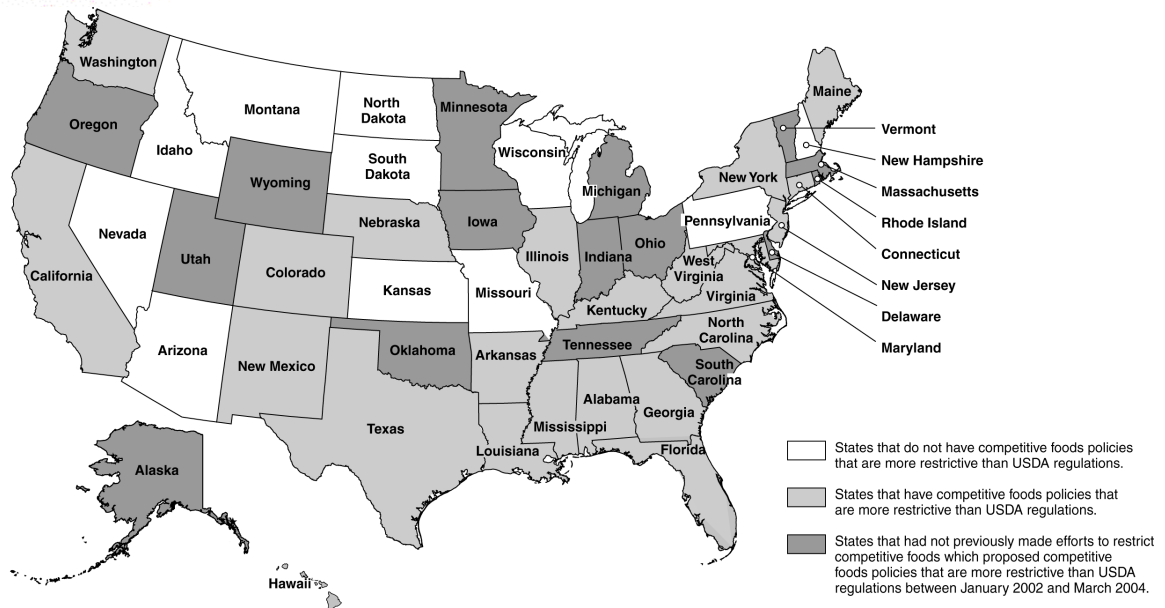 Washington
Maine
Montana
North
Dakota
Minnesota
Oregon
Vermont
Idaho
Wisconsin
New Hampshire
South
Dakota
New York
Wyoming
Michigan
Massachusetts
Nebraska
Iowa
Pennsylvania
Rhode Island
Nevada
Ohio
Utah
Illinois
Indiana
Connecticut
California
Colorado
West
Virginia
Kansas
Missouri
New Jersey
Virginia
Kentucky
Delaware
North
Carolina
Tennessee
Maryland
Arizona
Oklahoma
Arkansas
New Mexico
South
Carolina
Alabama
Georgia
Texas
Mississippi
Louisiana
Florida
Alaska
Hawaii
States that do not have competitive foods policies
that are more restrictive than USDA regulations.
States that have competitive foods policies that
are more restrictive than USDA regulations.
States that had not previously made efforts to restrict
competitive foods which proposed competitive
foods policies that are more restrictive than USDA
regulations between January 2002 and March 2004.